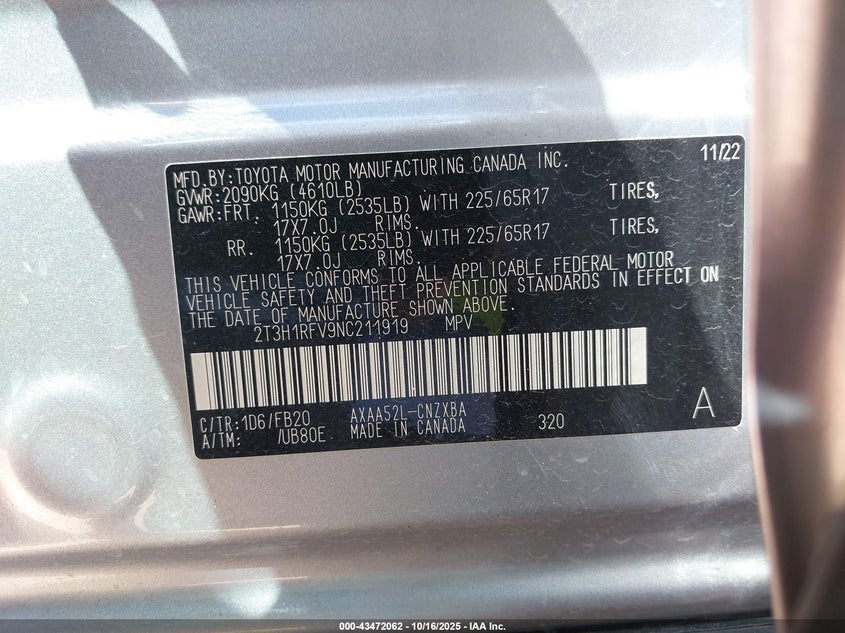 MFD.BY:TOYOTA MOTOR MANUFACTURING CANADA INC. 11/22
GVWR:2090KG (4610LB)
GAWR:FRT. 1150KG (2535LB) WITH 225/65R17 TIRES,
17X7.0J RIMS.
RR. 1150KG (2535LB) WITH 225/65R17 TIRES,
17X7.0J RIMS.
THIS VEHICLE CONFORMS TO ALL APPLICABLE FEDERAL MOTOR
VEHICLE SAFETY AND THEFT PREVENTION STANDARDS IN EFFECT ON
THE DATE OF MANUFACTURE SHOWN ABOVE.
2T3H1RFV9NC211919 MPV
C/TR:1D6/FB20 AXAA52L-CNZXBA 320 A
A/TM: /UB80E MADE IN CANADA
000-43472062 - 10/16/2025 - IAA Inc.